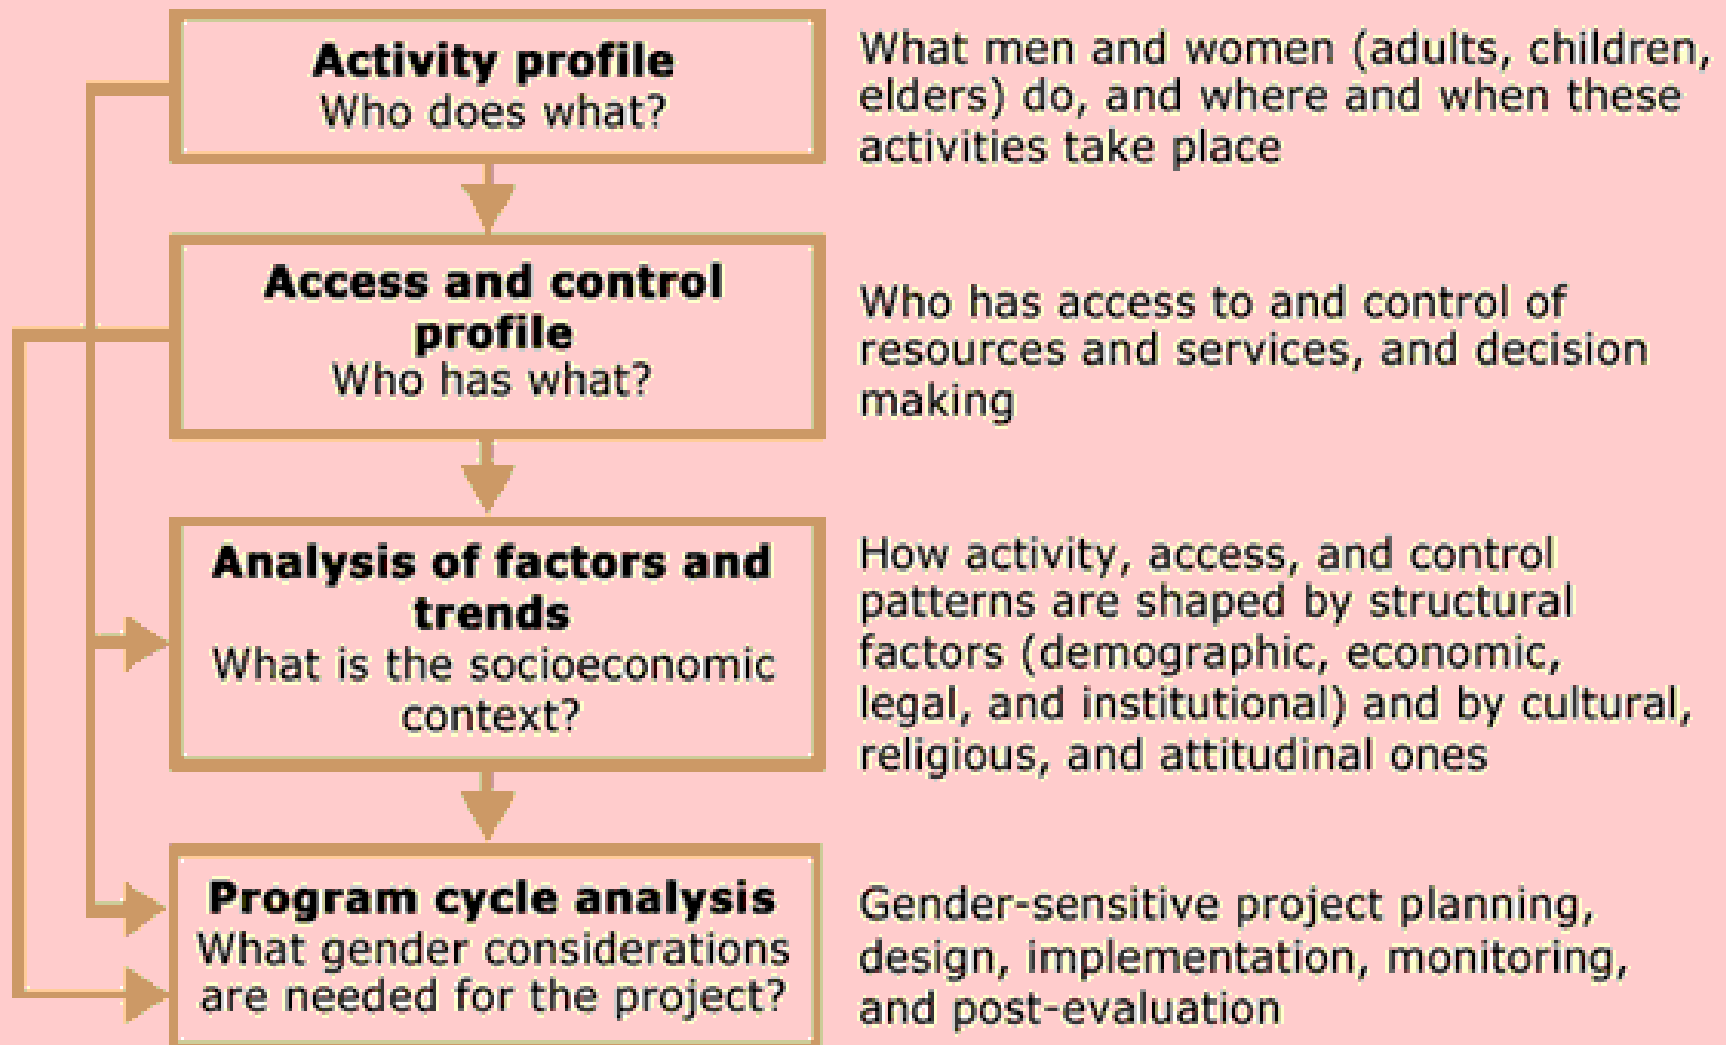 Activity profile
Who does what?
What men and women (adults, children,
elders) do, and where and when these
activities take place
Access and control
profile
Who has what?
Who has access to and control of
resources and services, and decision
making
Analysis of factors and
trends
What is the socioeconomic
context?
How activity, access, and control
patterns are shaped by structural
factors (demographic, economic,
legal, and institutional) and by cultural,
religious, and attitudinal ones
Program cycle analysis
What gender considerations
are needed for the project?
Gender-sensitive project planning,
design, implementation, monitoring,
and post-evaluation